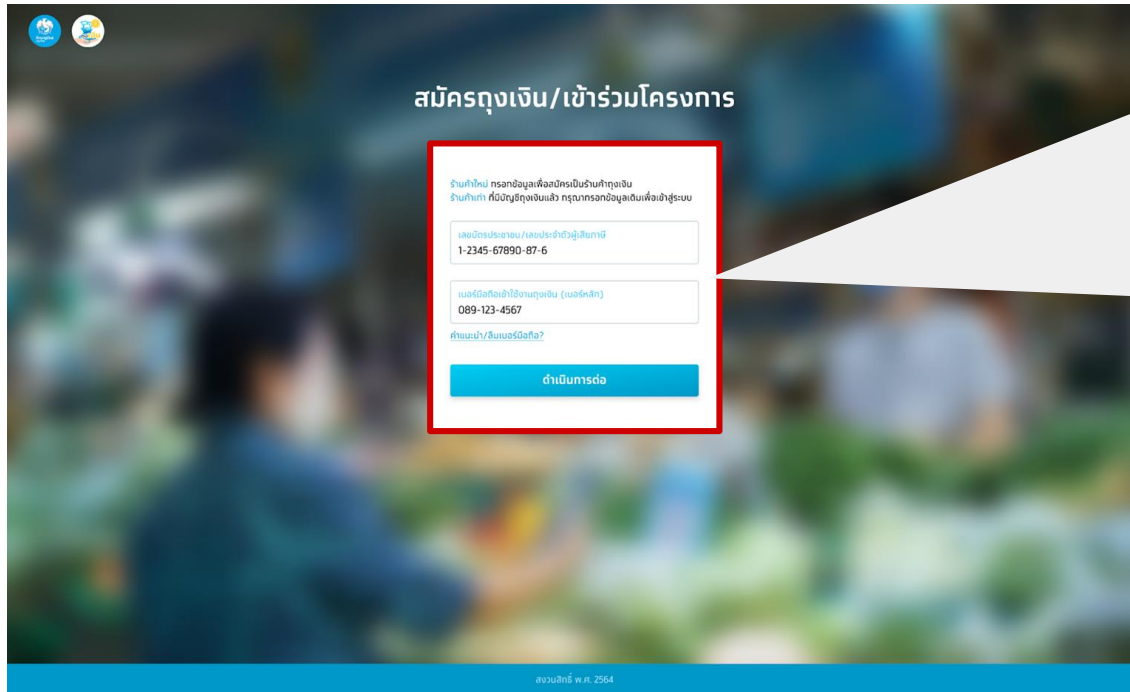 สมัครถุงเงิน/เข้าร่วมโครงการ
ร้านค้าใหม่ กรอกข้อมูลเพื่อสมัครเป็นร้านค้าถุงเงิน
ร้านค้าเก่า ที่มีบัญชีถุงเงินแล้ว กรุณากรอกข้อมูลเดิมเพื่อเข้าสู่ระบบ
เลขบัตรประชาชน/เลขประจำตัวผู้เสียภาษี
1-2345-67890-87-6
เบอร์มือถือเข้าใช้งานถุงเงิน (เบอร์หลัก)
089-123-4567
คำแนะนำ/ลืมเบอร์มือถือ?
ดำเนินการต่อ
สงวนสิทธิ์ พ.ศ. 2564